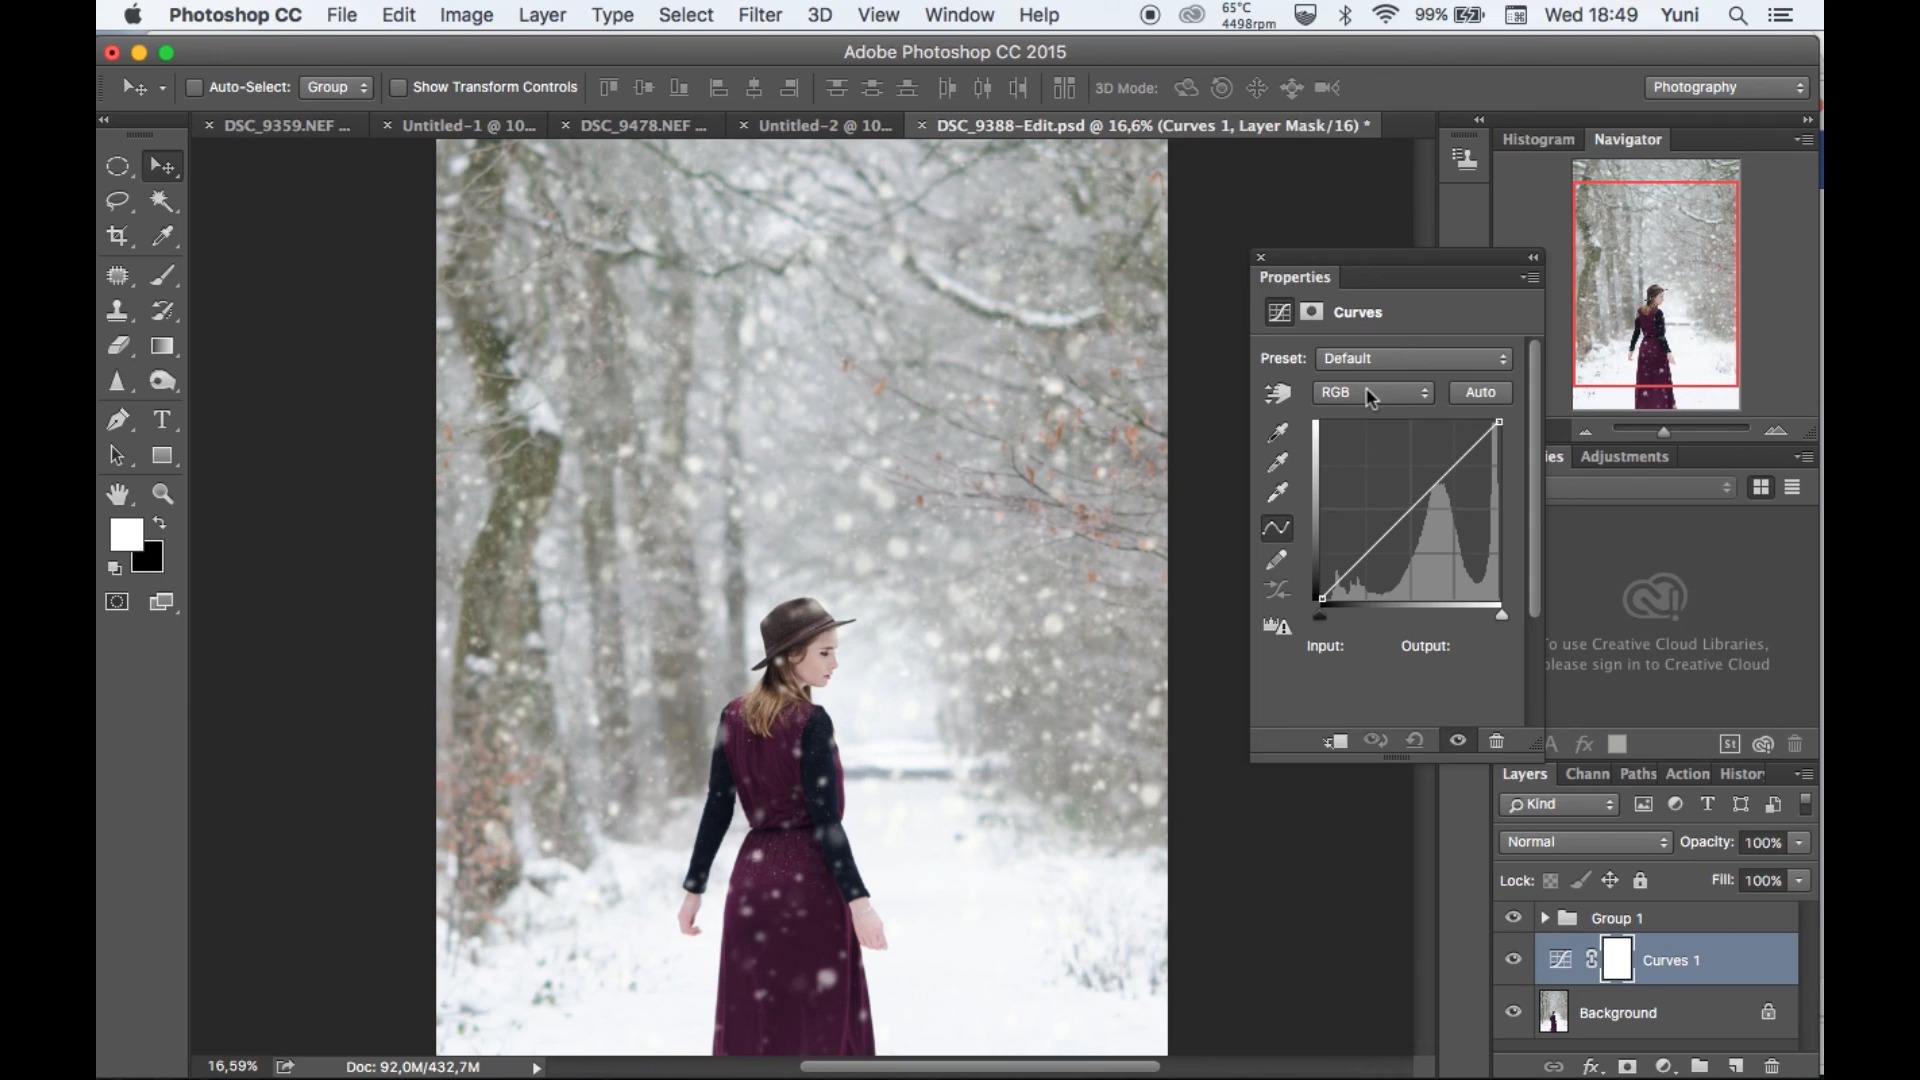 Photoshop CC File Edit Image Layer Type Select Filter 3D View Window Help 65°C 4498rpm 99% Wed 18:49 Yuni
Adobe Photoshop CC 2015
Auto-Select: Group Show Transform Controls 3D Mode: Photography
DSC_9359.NEF ... Untitled-1 @ 10... DSC_9478.NEF ... Untitled-2 @ 10... DSC_9388-Edit.psd @ 16,6% (Curves 1, Layer Mask/16) *
Histogram Navigator
Properties
Curves
Preset: Default
RGB Auto
ies Adjustments
Input: Output:
To use Creative Cloud Libraries,
please sign in to Creative Cloud
A fx St
Layers Chann Paths Action Histor
Kind T
Normal Opacity: 100%
Lock: Fill: 100%
Group 1
Curves 1
Background
16,59% Doc: 92,0M/432,7M
fx